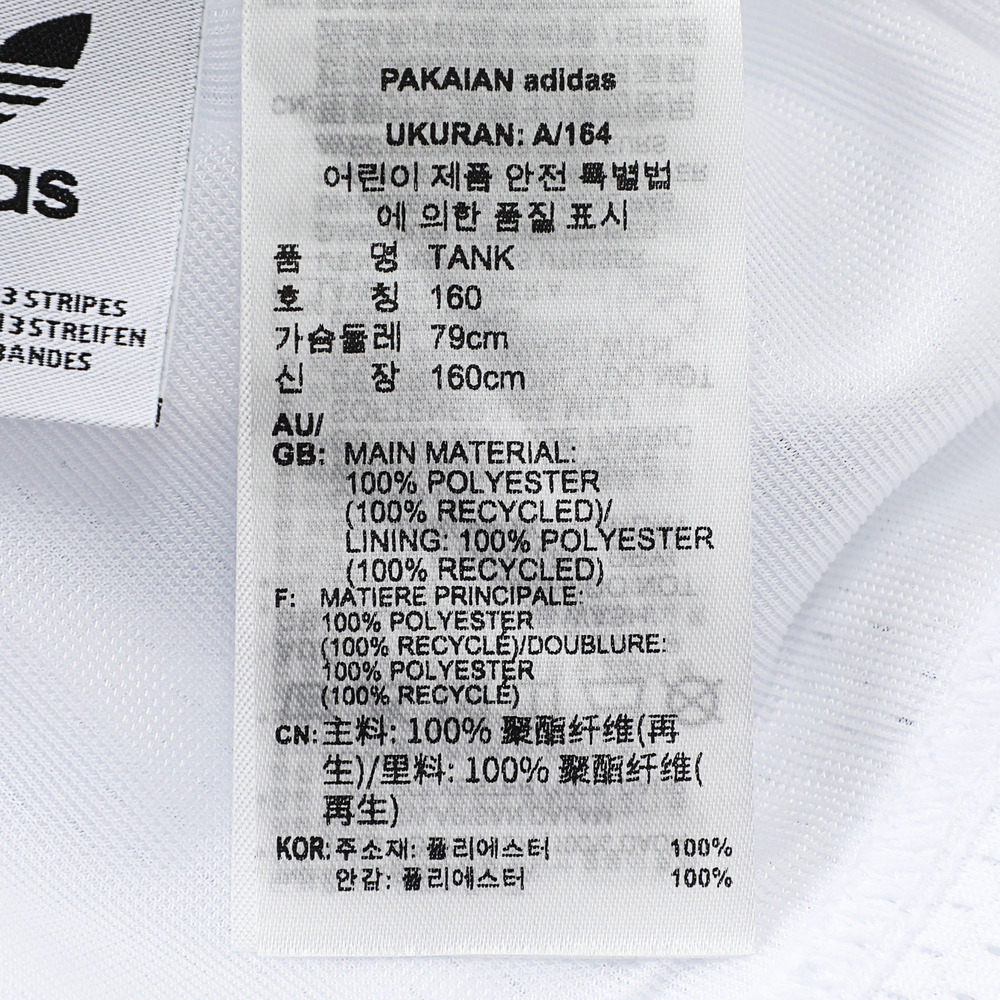 as
3 STRIPES
3 STREIFEN
BANDES
PAKAIAN adidas
UKURAN: A/164
어린이 제품 안전 특별법
에 의한 품질 표시
품 명 TANK
호 칭 160
가슴둘레 79cm
신 장 160cm
AU/
GB: MAIN MATERIAL:
100% POLYESTER
(100% RECYCLED)/
LINING: 100% POLYESTER
(100% RECYCLED)
F: MATIERE PRINCIPALE:
100% POLYESTER
(100% RECYCLÉ)/DOUBLURE:
100% POLYESTER
(100% RECYCLÉ)
CN: 主料: 100% 聚酯纤维(再
生)/里料: 100% 聚酯纤维(
再生)
KOR: 주소재: 폴리에스터 100%
안감: 폴리에스터 100%